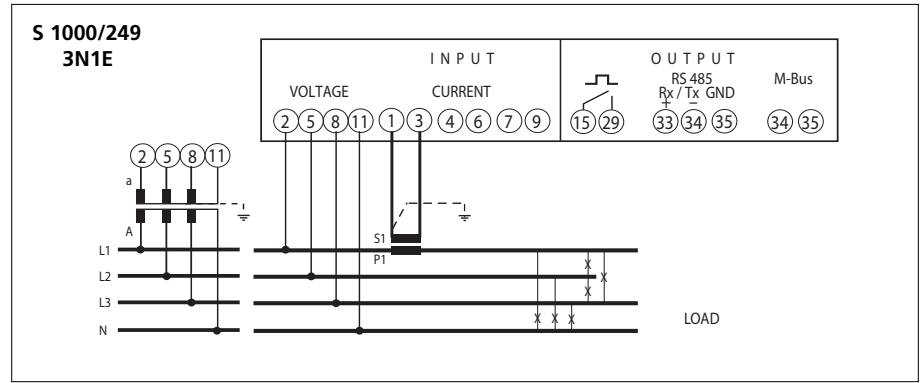 S 1000/249
3N1E
INPUT
OUTPUT
VOLTAGE
CURRENT
RS 485
Rx / Tx GND
+ −
M-Bus
2 5 8 11 1 3 4 6 7 9 15 29 33 34 35 34 35
2 5 8 11
a
A
S1
P1
L1
L2
L3
N
x
x x
x x x
LOAD